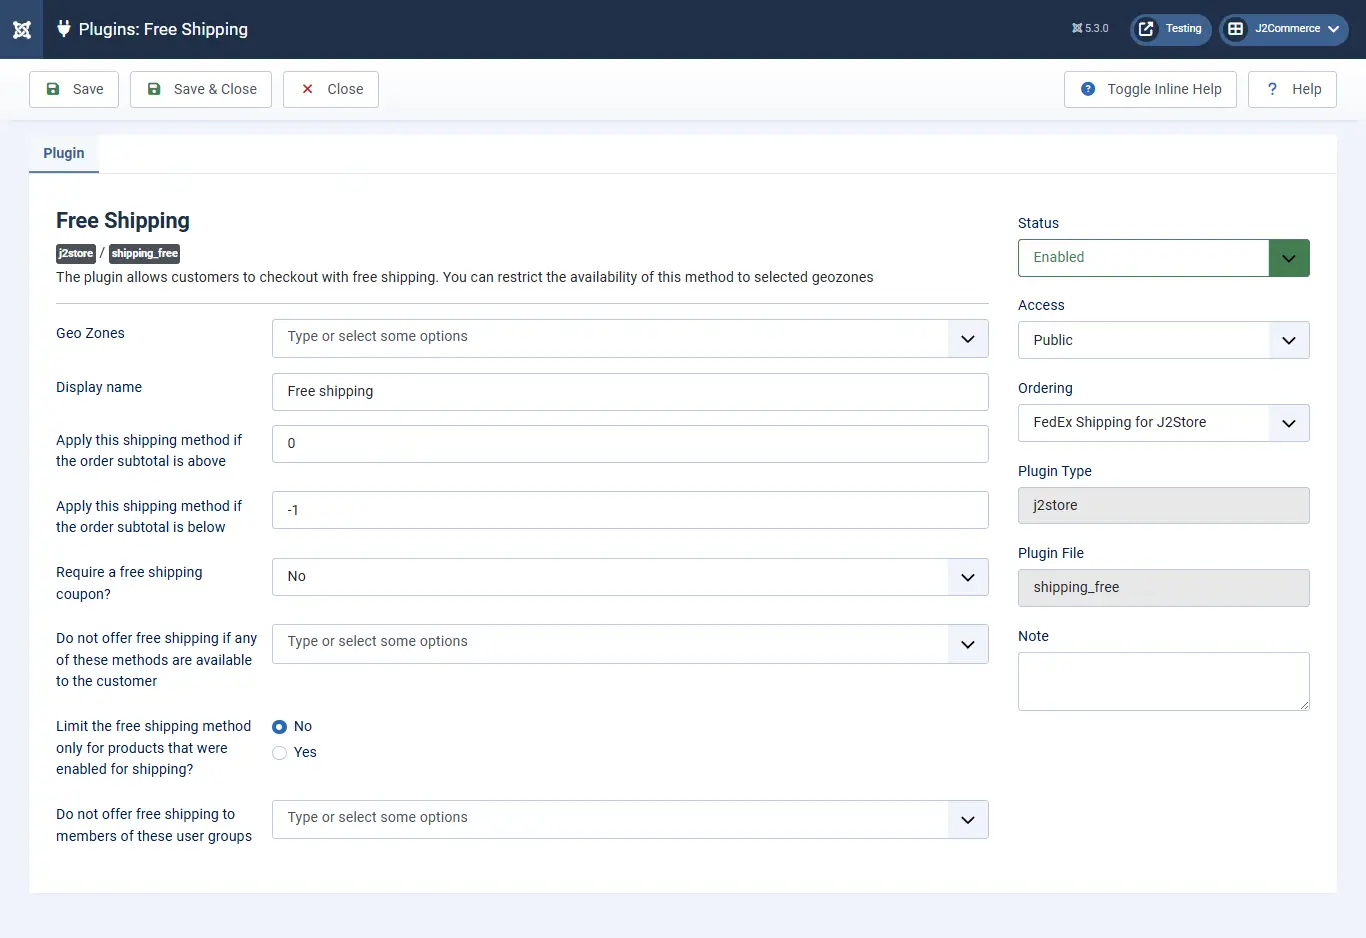 Plugins: Free Shipping
5.3.0
Testing
J2Commerce
Save
Save & Close
Close
Toggle Inline Help
Help
Plugin
Free Shipping
j2store / shipping_free
The plugin allows customers to checkout with free shipping. You can restrict the availability of this method to selected geozones
Geo Zones
Type or select some options
Display name
Free shipping
Apply this shipping method if
the order subtotal is above
0
Apply this shipping method if
the order subtotal is below
-1
Require a free shipping
coupon?
No
Do not offer free shipping if any
of these methods are available
to the customer
Type or select some options
Limit the free shipping method
only for products that were
enabled for shipping?
No
Yes
Do not offer free shipping to
members of these user groups
Type or select some options
Status
Enabled
Access
Public
Ordering
FedEx Shipping for J2Store
Plugin Type
j2store
Plugin File
shipping_free
Note